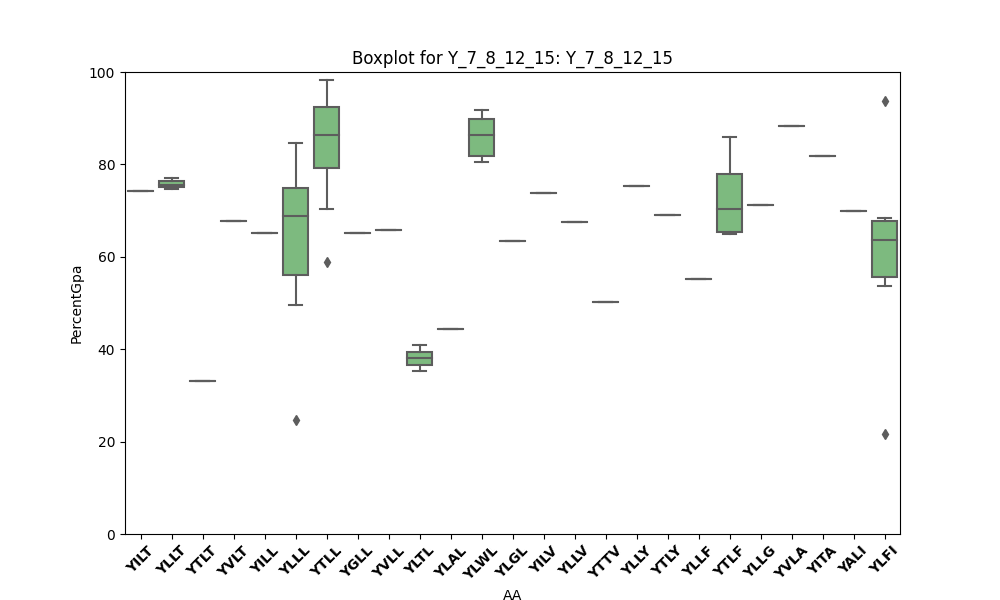 Boxplot for Y_7_8_12_15: Y_7_8_12_15
100
80
60
40
20
0
PercentGpa
YILT YLLT YTLT YVLT YILL YLLL YTLL YGLL YVLL YLTL YLAL YLWL YLGL YILV YLLV YTTV YLLY YTLY YLLF YTLF YLLG YVLA YITA YALI YLFI
AA